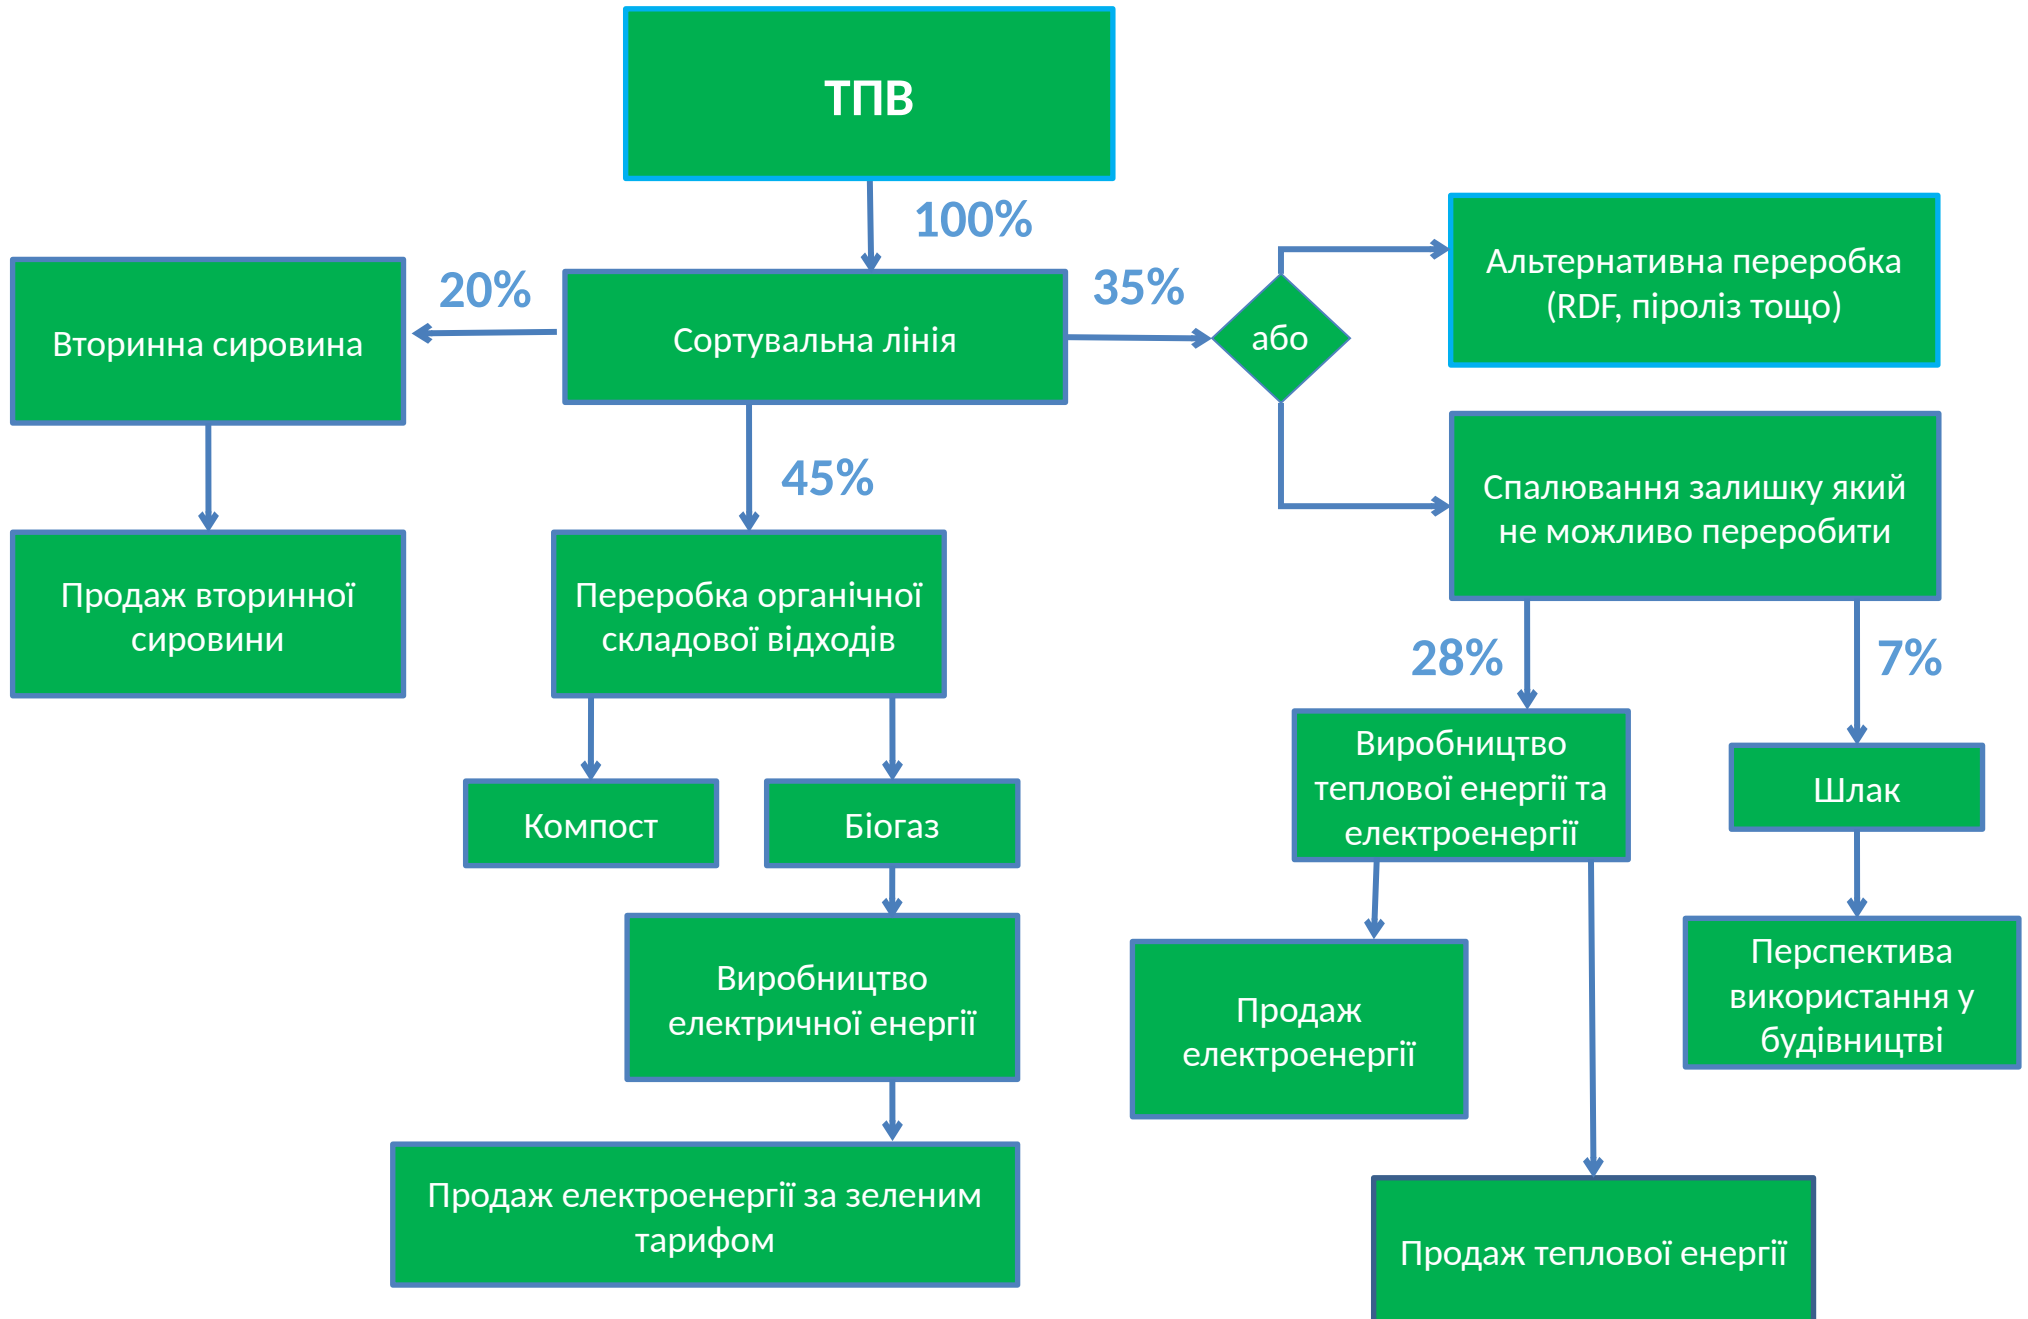 ТПВ
100%
20%
35%
Вторинна сировина
Сортувальна лінія
або
Альтернативна переробка
(RDF, піроліз тощо)
45%
Спалювання залишку який
не можливо переробити
Продаж вторинної
сировини
Переробка органічної
складової відходів
28%
7%
Компост
Біогаз
Виробництво
теплової енергії та
електроенергії
Шлак
Виробництво
електричної енергії
Продаж
електроенергії
Перспектива
використання у
будівництві
Продаж електроенергії за зеленим
тарифом
Продаж теплової енергії